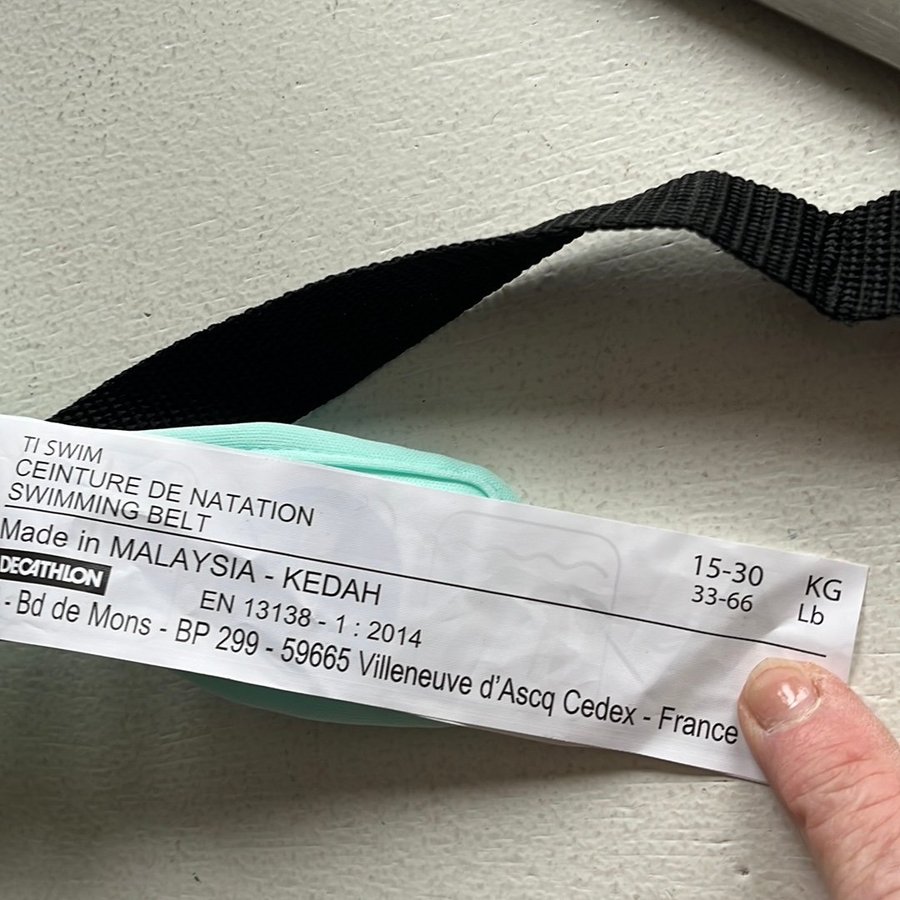 TI SWIM
CEINTURE DE NATATION
SWIMMING BELT
15-30 KG
33-66 Lb
Made in MALAYSIA - KEDAH
DECATHLON
EN 13138 - 1 : 2014
- Bd de Mons - BP 299 - 59665 Villeneuve d'Ascq Cedex - France